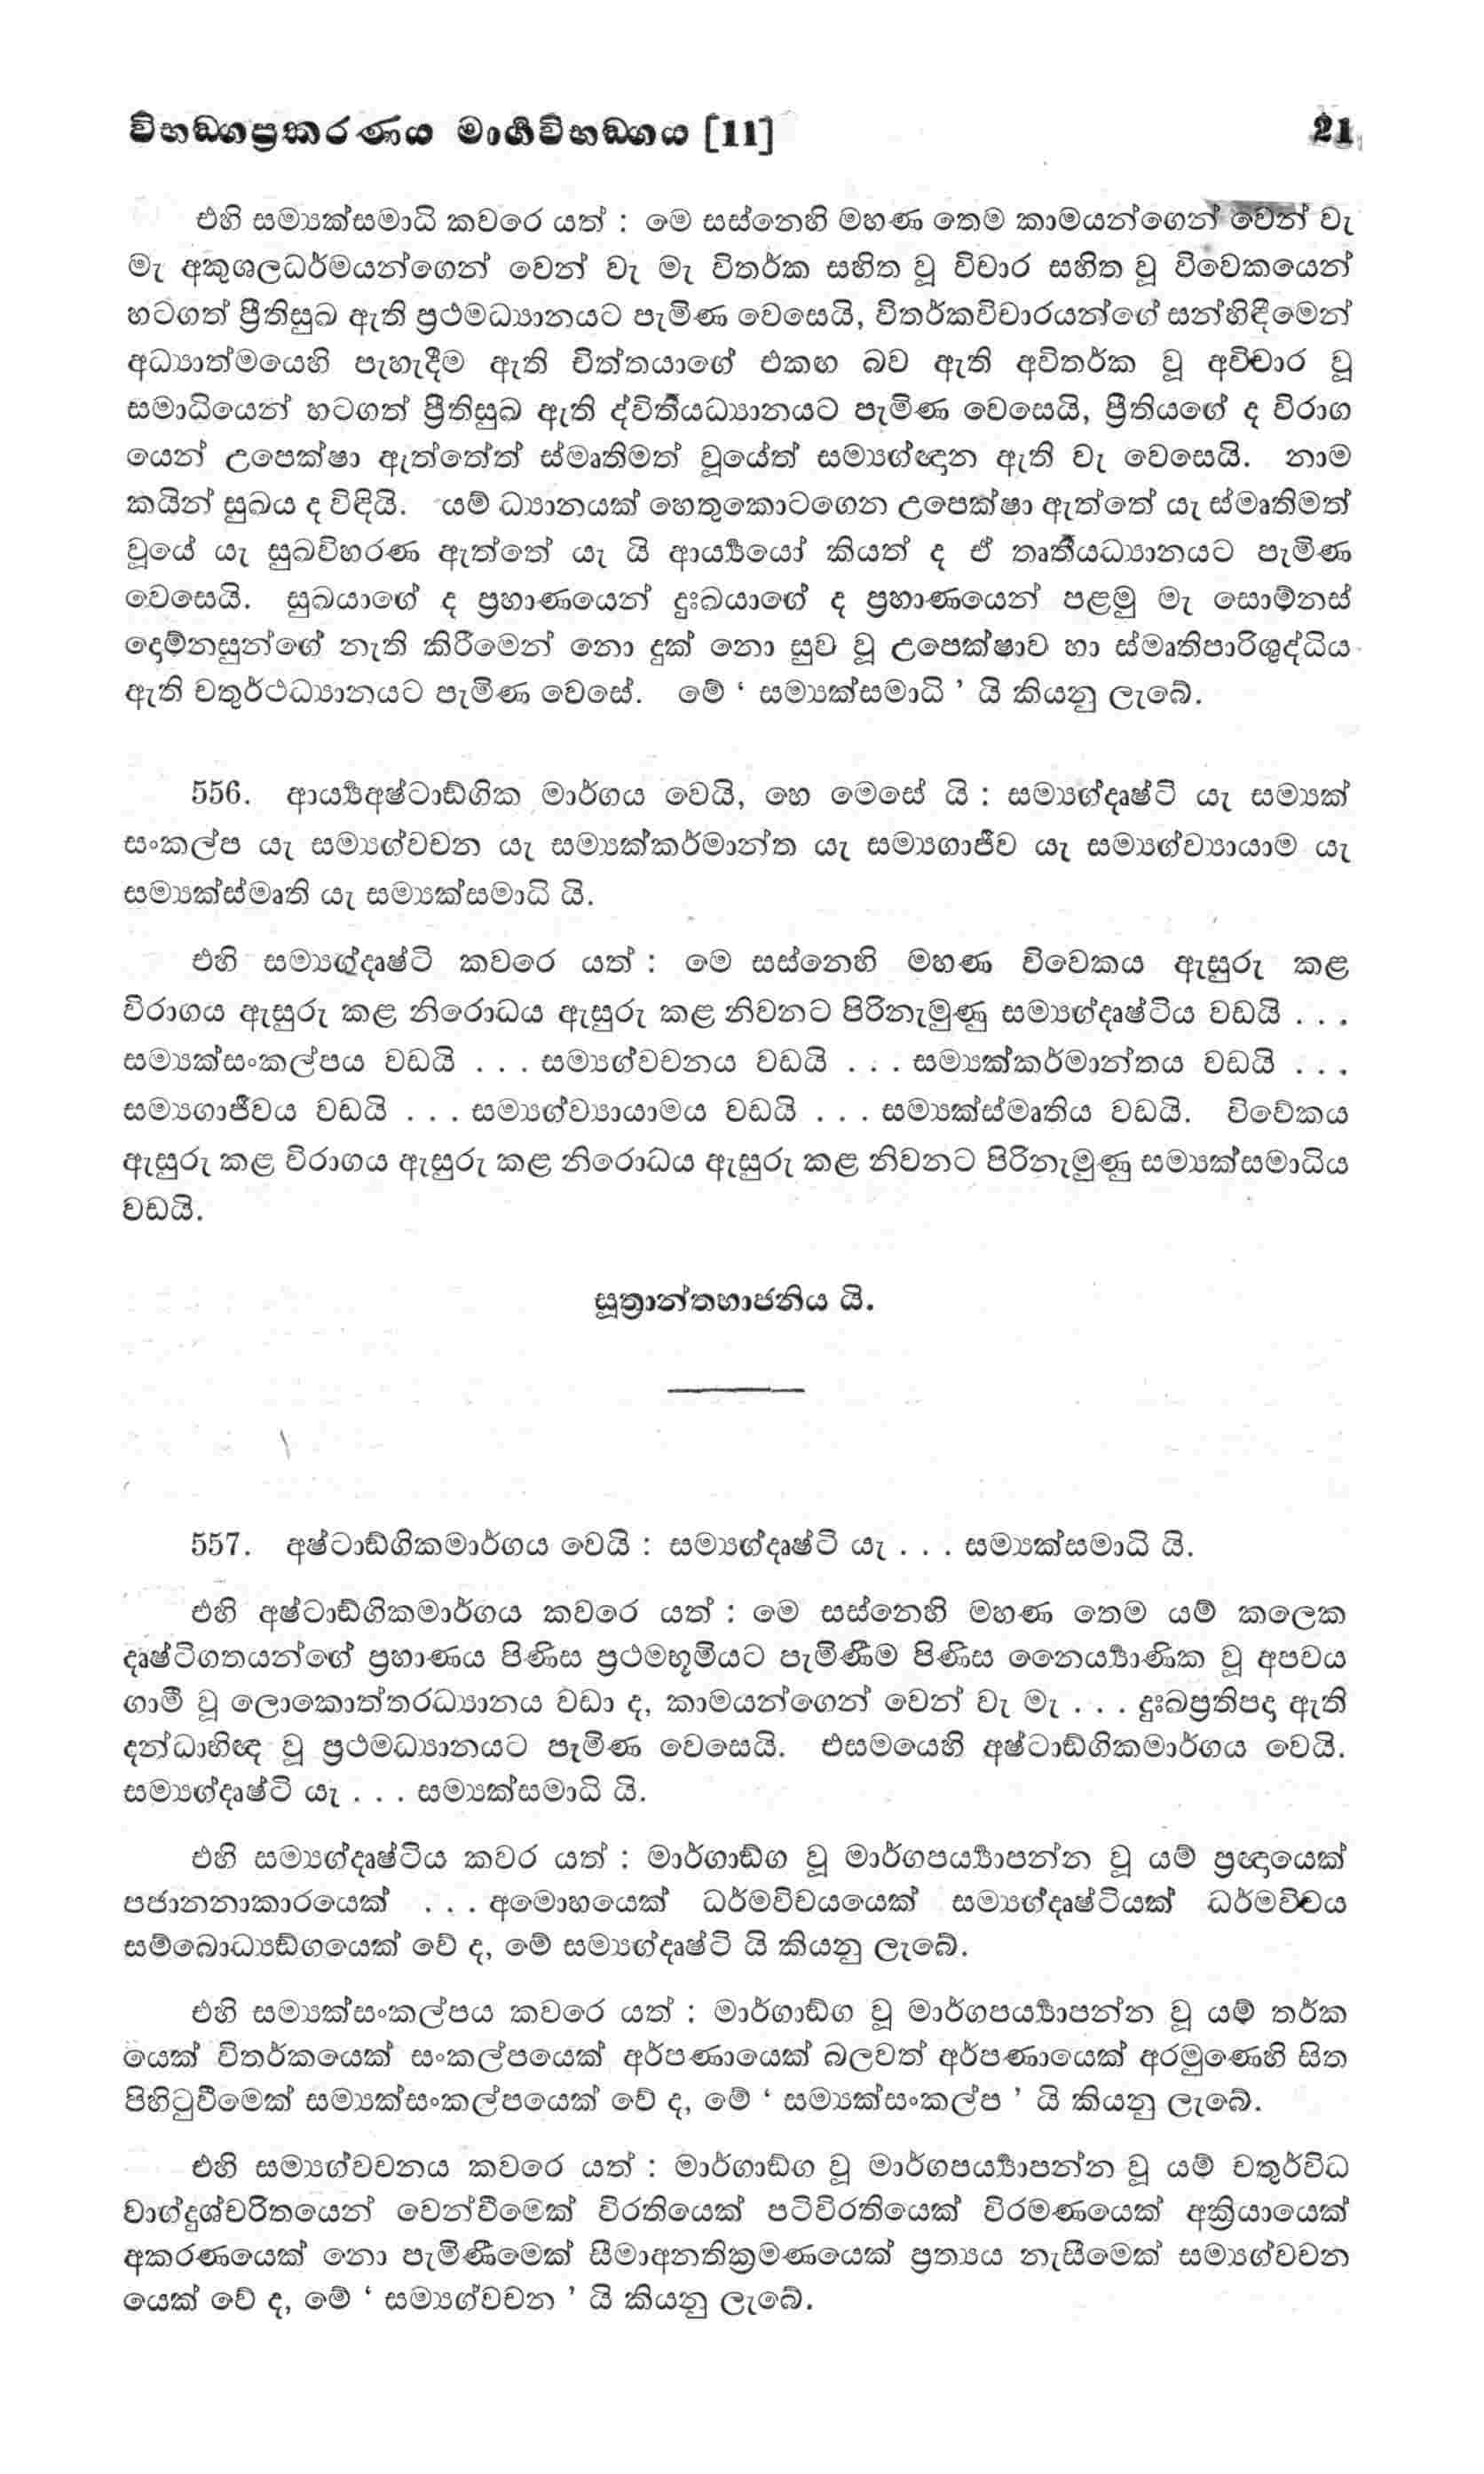 විභඞ්ගප්‍රකරණය මාර්ගවිභඞ්ගය [11] 21
එහි සම්‍යක්සමාධි කවරෙ යත් : මෙ සස්නෙහි මහණ තෙම කාමයන්ගෙන් වෙන් වැ
මැ අකුශලධර්මයන්ගෙන් වෙන් වැ මැ විතර්ක සහිත වූ විචාර සහිත වූ විවෙකයෙන්
හටගත් ප්‍රීතිසුඛ ඇති ප්‍රථමධ්‍යානයට පැමිණ වෙසෙයි, විතර්කවිචාරයන්ගේ සන්හිඳීමෙන්
අධ්‍යාත්මයෙහි පැහැදීම ඇති චිත්තයාගේ එකඟ බව ඇති අවිතර්ක වූ අවිචාර වූ
සමාධියෙන් හටගත් ප්‍රීතිසුඛ ඇති ද්විතීයධ්‍යානයට පැමිණ වෙසෙයි, ප්‍රීතියගේ ද විරාග
යෙන් උපෙක්ෂා ඇත්තේත් ස්මෘතිමත් වූයේත් සම්‍යග්ඥාන ඇති වැ වෙසෙයි. නාම
කයින් සුඛය ද විඳියි. යම් ධ්‍යානයක් හෙතුකොටගෙන උපෙක්ෂා ඇත්තේ යැ ස්මෘතිමත්
වූයේ යැ සුඛවිහරණ ඇත්තේ යැ යි ආර්‍ය්‍යයෝ කියත් ද ඒ තෘතීයධ්‍යානයට පැමිණ
වෙසෙයි. සුඛයාගේ ද ප්‍රහාණයෙන් දුඃඛයාගේ ද ප්‍රහාණයෙන් පළමු මැ සොම්නස්
දොම්නසුන්ගේ නැති කිරීමෙන් නො දුක් නො සුව වූ උපෙක්ෂාව හා ස්මෘතිපාරිශුද්ධිය
ඇති චතුර්ථධ්‍යානයට පැමිණ වෙසේ. මේ ‘ සම්‍යක්සමාධි ’ යි කියනු ලැබේ.
556. ආර්‍ය්‍යඅෂ්ටාඞ්ගික මාර්ගය වෙයි, හෙ මෙසේ යි : සම්‍යග්දෘෂ්ටි යැ සම්‍යක්
සංකල්ප යැ සම්‍යග්වචන යැ සම්‍යක්කර්මාන්ත යැ සම්‍යගාජීව යැ සම්‍යග්ව්‍යායාම යැ
සම්‍යක්ස්මෘති යැ සම්‍යක්සමාධි යි.
එහි සම්‍යග්දෘෂ්ටි කවරෙ යත් : මෙ සස්නෙහි මහණ විවෙකය ඇසුරු කළ
විරාගය ඇසුරු කළ නිරොධය ඇසුරු කළ නිවනට පිරිනැමුණු සම්‍යග්දෘෂ්ටිය වඩයි . . .
සම්‍යක්සංකල්පය වඩයි . . . සම්‍යග්වචනය වඩයි . . . සම්‍යක්කර්මාන්තය වඩයි . . .
සම්‍යගාජීවය වඩයි . . . සම්‍යග්ව්‍යායාමය වඩයි . . . සම්‍යක්ස්මෘතිය වඩයි. විවේකය
ඇසුරු කළ විරාගය ඇසුරු කළ නිරොධය ඇසුරු කළ නිවනට පිරිනැමුණු සම්‍යක්සමාධිය
වඩයි.
සූත්‍රාන්තභාජනිය යි.
557. අෂ්ටාඞ්ගිකමාර්ගය වෙයි : සම්‍යග්දෘෂ්ටි යැ . . . සම්‍යක්සමාධි යි.
එහි අෂ්ටාඞ්ගිකමාර්ගය කවරෙ යත් : මෙ සස්නෙහි මහණ තෙම යම් කලෙක
දෘෂ්ටිගතයන්ගේ ප්‍රහාණය පිණිස ප්‍රථමභූමියට පැමිණීම පිණිස නෛර්‍ය්‍යාණික වූ අපචය
ගාමී වූ ලොකොත්තරධ්‍යානය වඩා ද, කාමයන්ගෙන් වෙන් වැ මැ . . . දුඃඛප්‍රතිපදා ඇති
දන්ධාභිඥ වූ ප්‍රථමධ්‍යානයට පැමිණ වෙසෙයි. එසමයෙහි අෂ්ටාඞ්ගිකමාර්ගය වෙයි.
සම්‍යග්දෘෂ්ටි යැ . . . සම්‍යක්සමාධි යි.
එහි සම්‍යග්දෘෂ්ටිය කවර යත් : මාර්ගාඞ්ග වූ මාර්ගපර්‍ය්‍යාපන්න වූ යම් ප්‍රඥායෙක්
පජානනාකාරයෙක් . . . අමොහයෙක් ධර්මවිචයයෙක් සම්‍යග්දෘෂ්ටියක් ධර්මවිචය
සම්බොධ්‍යඞ්ගයෙක් වේ ද, මේ සම්‍යග්දෘෂ්ටි යි කියනු ලැබේ.
එහි සම්‍යක්සංකල්පය කවරෙ යත් : මාර්ගාඞ්ග වූ මාර්ගපර්‍ය්‍යාපන්න වූ යම් තර්ක
යෙක් විතර්කයෙක් සංකල්පයෙක් අර්පණායෙක් බලවත් අර්පණායෙක් අරමුණෙහි සිත
පිහිටුවීමෙක් සම්‍යක්සංකල්පයෙක් වේ ද, මේ ‘ සම්‍යක්සංකල්ප ’ යි කියනු ලැබේ.
එහි සම්‍යග්වචනය කවරෙ යත් : මාර්ගාඞ්ග වූ මාර්ගපර්‍ය්‍යාපන්න වූ යම් චතුර්විධ
වාග්දුශ්චරිතයෙන් වෙන්වීමෙක් විරතියෙක් පටිවිරතියෙක් විරමණයෙක් අක්‍රියායෙක්
අකරණයෙක් නො පැමිණීමෙක් සීමාඅනතික්‍රමණයෙක් ප්‍රත්‍යය නැසීමෙක් සම්‍යග්වචන
යෙක් වේ ද, මේ ‘ සම්‍යග්වචන ’ යි කියනු ලැබේ.